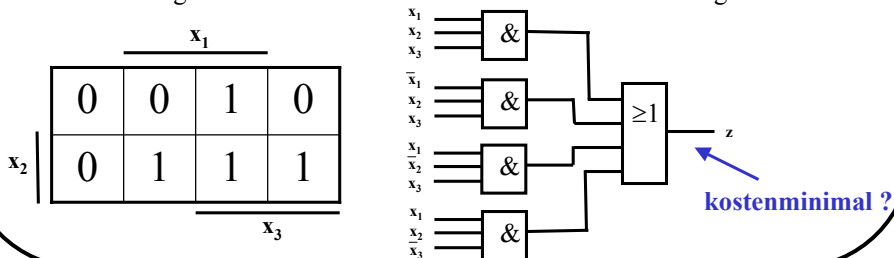 x₁
0 0 1 0
x₂ 0 1 1 1
x₃
x₁
x₂ &
x₃
x̅₁
x₂ &
x₃
≥1 z
x₁
x̅₂ &
x₃
kostenminimal ?
x₁
x₂ &
x̅₃